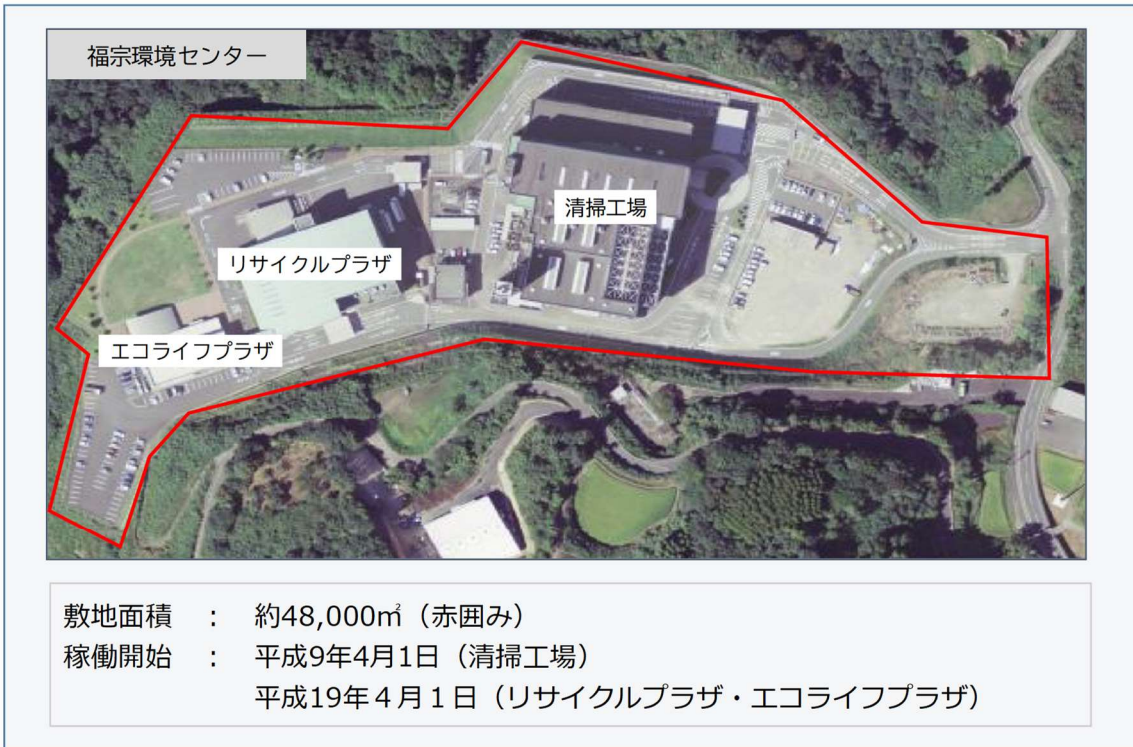 福宗環境センター
清掃工場
リサイクルプラザ
エコライフプラザ
敷地面積 : 約48,000㎡（赤囲み）
稼働開始 : 平成9年4月1日（清掃工場）
平成19年４月１日（リサイクルプラザ・エコライフプラザ）